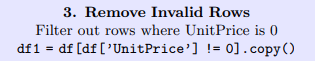 3. Remove Invalid Rows
Filter out rows where UnitPrice is 0
df1 = df[df['UnitPrice'] != 0].copy()